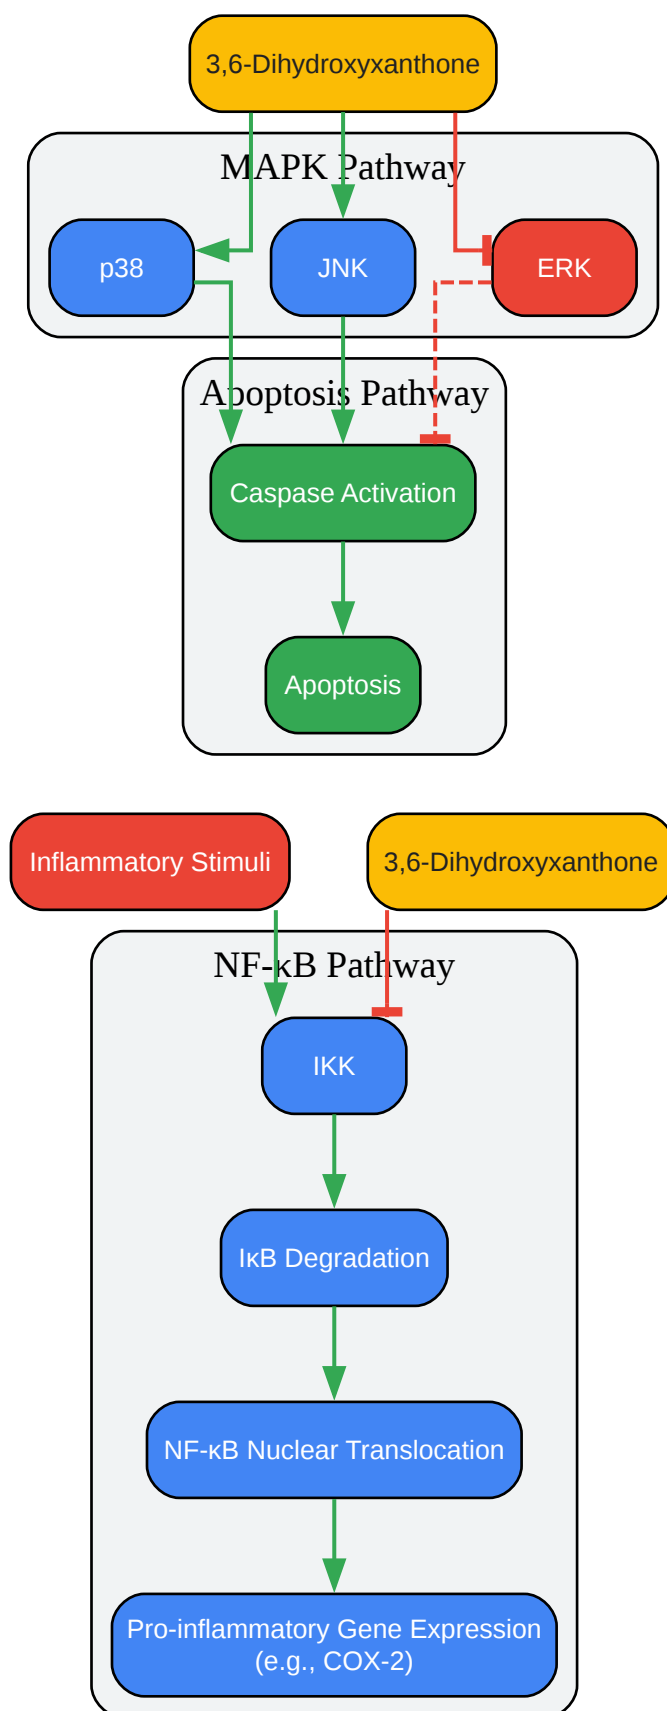 3,6-Dihydroxyxanthone
MAPK Pathway
p38
JNK
ERK
Apoptosis Pathway
Caspase Activation
Apoptosis
Inflammatory Stimuli
3,6-Dihydroxyxanthone
NF-κB Pathway
IKK
IκB Degradation
NF-κB Nuclear Translocation
Pro-inflammatory Gene Expression
(e.g., COX-2)